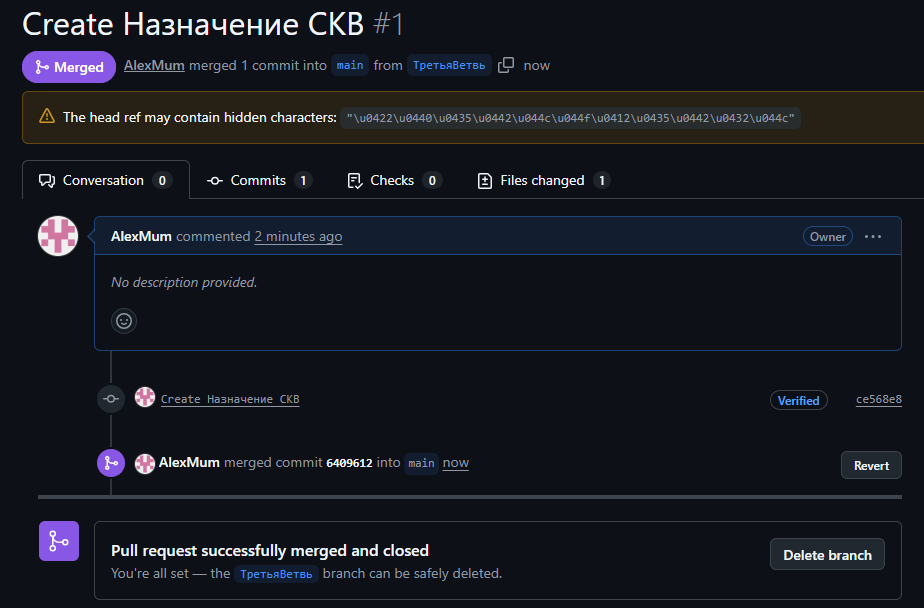 Create Назначение СКВ #1
Merged AlexMum merged 1 commit into main from ТретьяВетвь now
The head ref may contain hidden characters: "\u0422\u0440\u0435\u0442\u044c\u044f\u0412\u0435\u0442\u0432\u044c"
Conversation 0 Commits 1 Checks 0 Files changed 1
AlexMum commented 2 minutes ago Owner ...
No description provided.
Create Назначение СКВ Verified ce568e8
AlexMum merged commit 6409612 into main now Revert
Pull request successfully merged and closed
You're all set — the ТретьяВетвь branch can be safely deleted. Delete branch